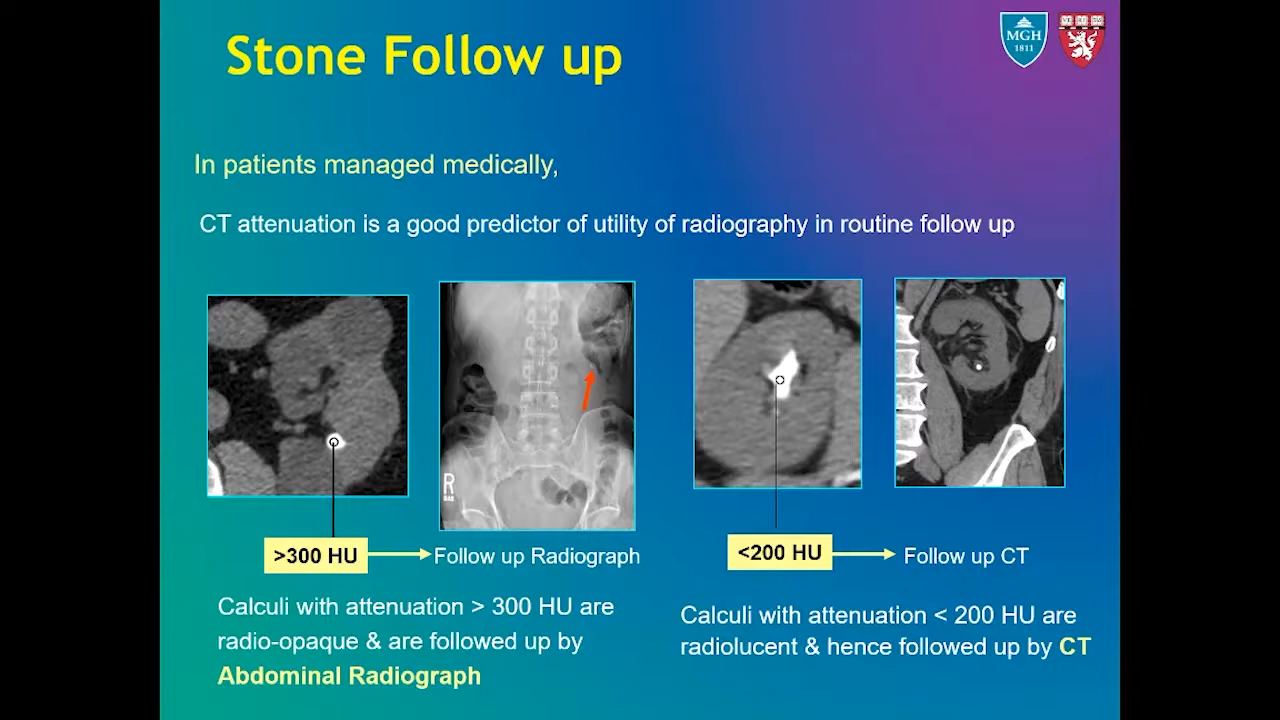 Stone Follow up
MGH
1811
In patients managed medically,
CT attenuation is a good predictor of utility of radiography in routine follow up
R
>300 HU
Follow up Radiograph
<200 HU
Follow up CT
Calculi with attenuation > 300 HU are
radio-opaque & are followed up by
Abdominal Radiograph
Calculi with attenuation < 200 HU are
radiolucent & hence followed up by CT